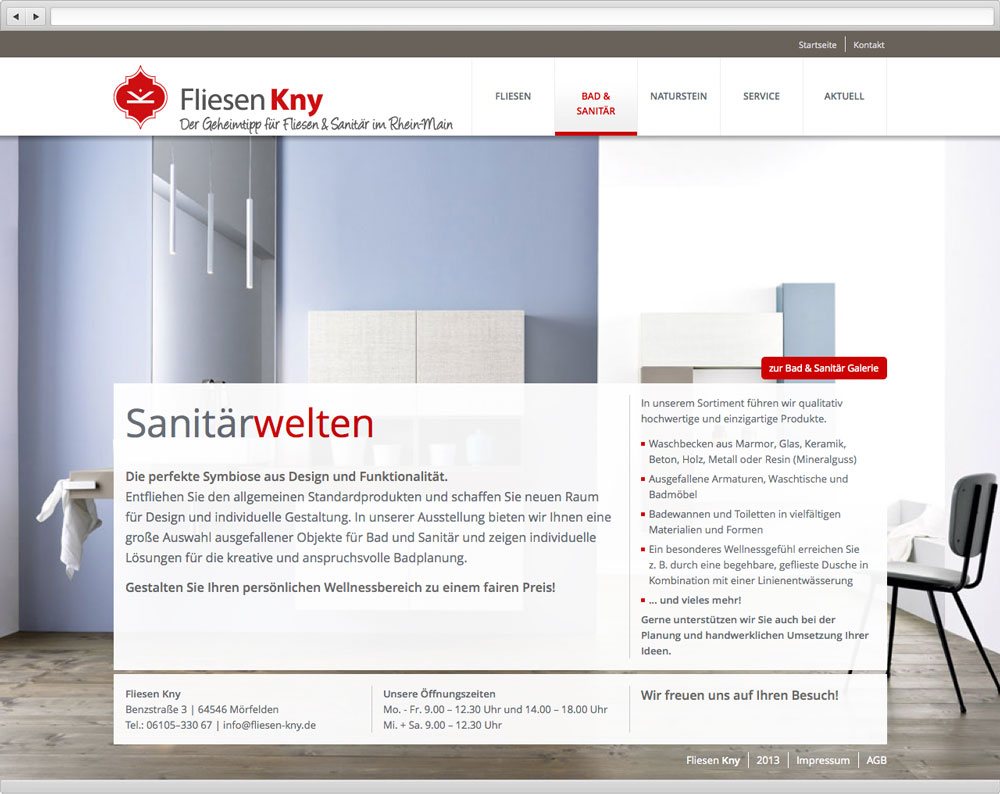 Startseite
Kontakt
Fliesen Kny
Der Geheimtipp für Fliesen & Sanitär im Rhein-Main
FLIESEN
BAD &
SANITÄR
NATURSTEIN
SERVICE
AKTUELL
zur Bad & Sanitär Galerie
Sanitärwelten
Die perfekte Symbiose aus Design und Funktionalität.
Entfliehen Sie den allgemeinen Standardprodukten und schaffen Sie neuen Raum
für Design und individuelle Gestaltung. In unserer Ausstellung bieten wir Ihnen eine
große Auswahl ausgefallener Objekte für Bad und Sanitär und zeigen individuelle
Lösungen für die kreative und anspruchsvolle Badplanung.
Gestalten Sie Ihren persönlichen Wellnessbereich zu einem fairen Preis!
In unserem Sortiment führen wir qualitativ
hochwertige und einzigartige Produkte.
Waschbecken aus Marmor, Glas, Keramik,
Beton, Holz, Metall oder Resin (Mineralguss)
Ausgefallene Armaturen, Waschtische und
Badmöbel
Badewannen und Toiletten in vielfältigen
Materialien und Formen
Ein besonderes Wellnessgefühl erreichen Sie
z. B. durch eine begehbare, geflieste Dusche in
Kombination mit einer Linienentwässerung
... und vieles mehr!
Gerne unterstützen wir Sie auch bei der
Planung und handwerklichen Umsetzung Ihrer
Ideen.
Fliesen Kny
Benzstraße 3 | 64546 Mörfelden
Tel.: 06105–330 67 | info@fliesen-kny.de
Unsere Öffnungszeiten
Mo. - Fr. 9.00 – 12.30 Uhr und 14.00 – 18.00 Uhr
Mi. + Sa. 9.00 – 12.30 Uhr
Wir freuen uns auf Ihren Besuch!
Fliesen Kny
2013
Impressum
AGB